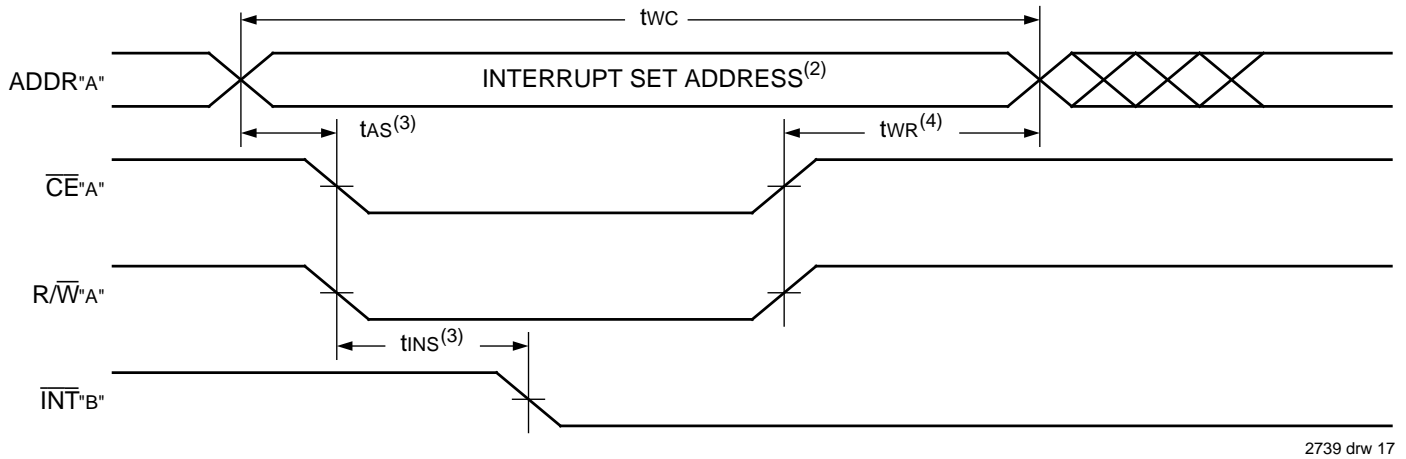 tWC
ADDR"A"
INTERRUPT SET ADDRESS(2)
tAS(3)
tWR(4)
CE"A"
R/W"A"
tINS(3)
INT"B"
2739 drw 17